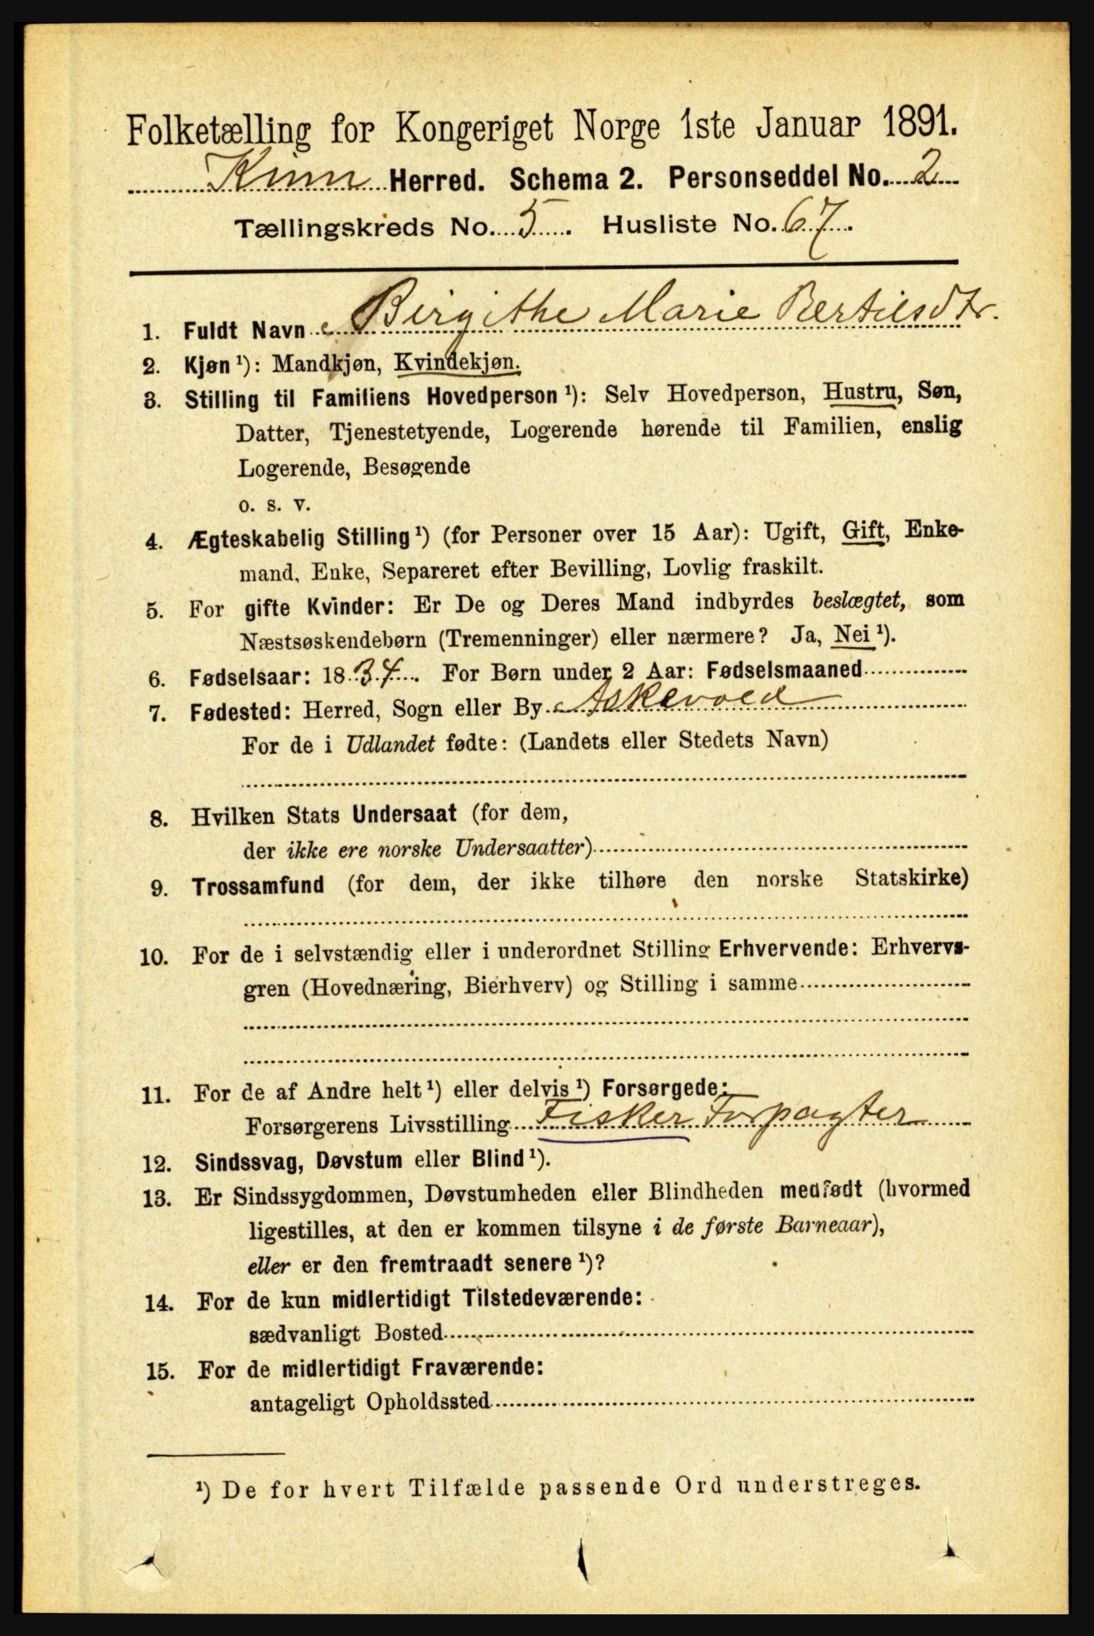 Folketælling for Kongeriget Norge 1ste Januar 1891.
Kinn Herred. Schema 2. Personseddel No. 2
Tællingskreds No. 5. Husliste No. 67.
1. Fuldt Navn Birgithe Marie Bertilsdtr.
2. Kjøn ¹): Mandkjøn, Kvindekjøn.
3. Stilling til Familiens Hovedperson ¹): Selv Hovedperson, Hustru, Søn,
Datter, Tjenestetyende, Logerende hørende til Familien, enslig
Logerende, Besøgende
o. s. v.
4. Ægteskabelig Stilling ¹) (for Personer over 15 Aar): Ugift, Gift, Enke-
mand, Enke, Separeret efter Bevilling, Lovlig fraskilt.
5. For gifte Kvinder: Er De og Deres Mand indbyrdes beslægtet, som
Næstsøskendebørn (Tremenninger) eller nærmere? Ja, Nei ¹).
6. Fødselsaar: 1834. For Børn under 2 Aar: Fødselsmaaned
7. Fødested: Herred, Sogn eller By Askevold
For de i Udlandet fødte: (Landets eller Stedets Navn)
8. Hvilken Stats Undersaat (for dem,
der ikke ere norske Undersaatter)
9. Trossamfund (for dem, der ikke tilhøre den norske Statskirke)
10. For de i selvstændig eller i underordnet Stilling Erhvervende: Erhvervs-
gren (Hovednæring, Bierhverv) og Stilling i samme
11. For de af Andre helt ¹) eller delvis ¹) Forsørgede:
Forsørgerens Livsstilling Fisker Forpagter
12. Sindssvag, Døvstum eller Blind ¹).
13. Er Sindssygdommen, Døvstumheden eller Blindheden medfødt (hvormed
ligestilles, at den er kommen tilsyne i de første Barneaar),
eller er den fremtraadt senere ¹)?
14. For de kun midlertidigt Tilstedeværende:
sædvanligt Bosted
15. For de midlertidigt Fraværende:
antageligt Opholdssted
¹) De for hvert Tilfælde passende Ord understreges.